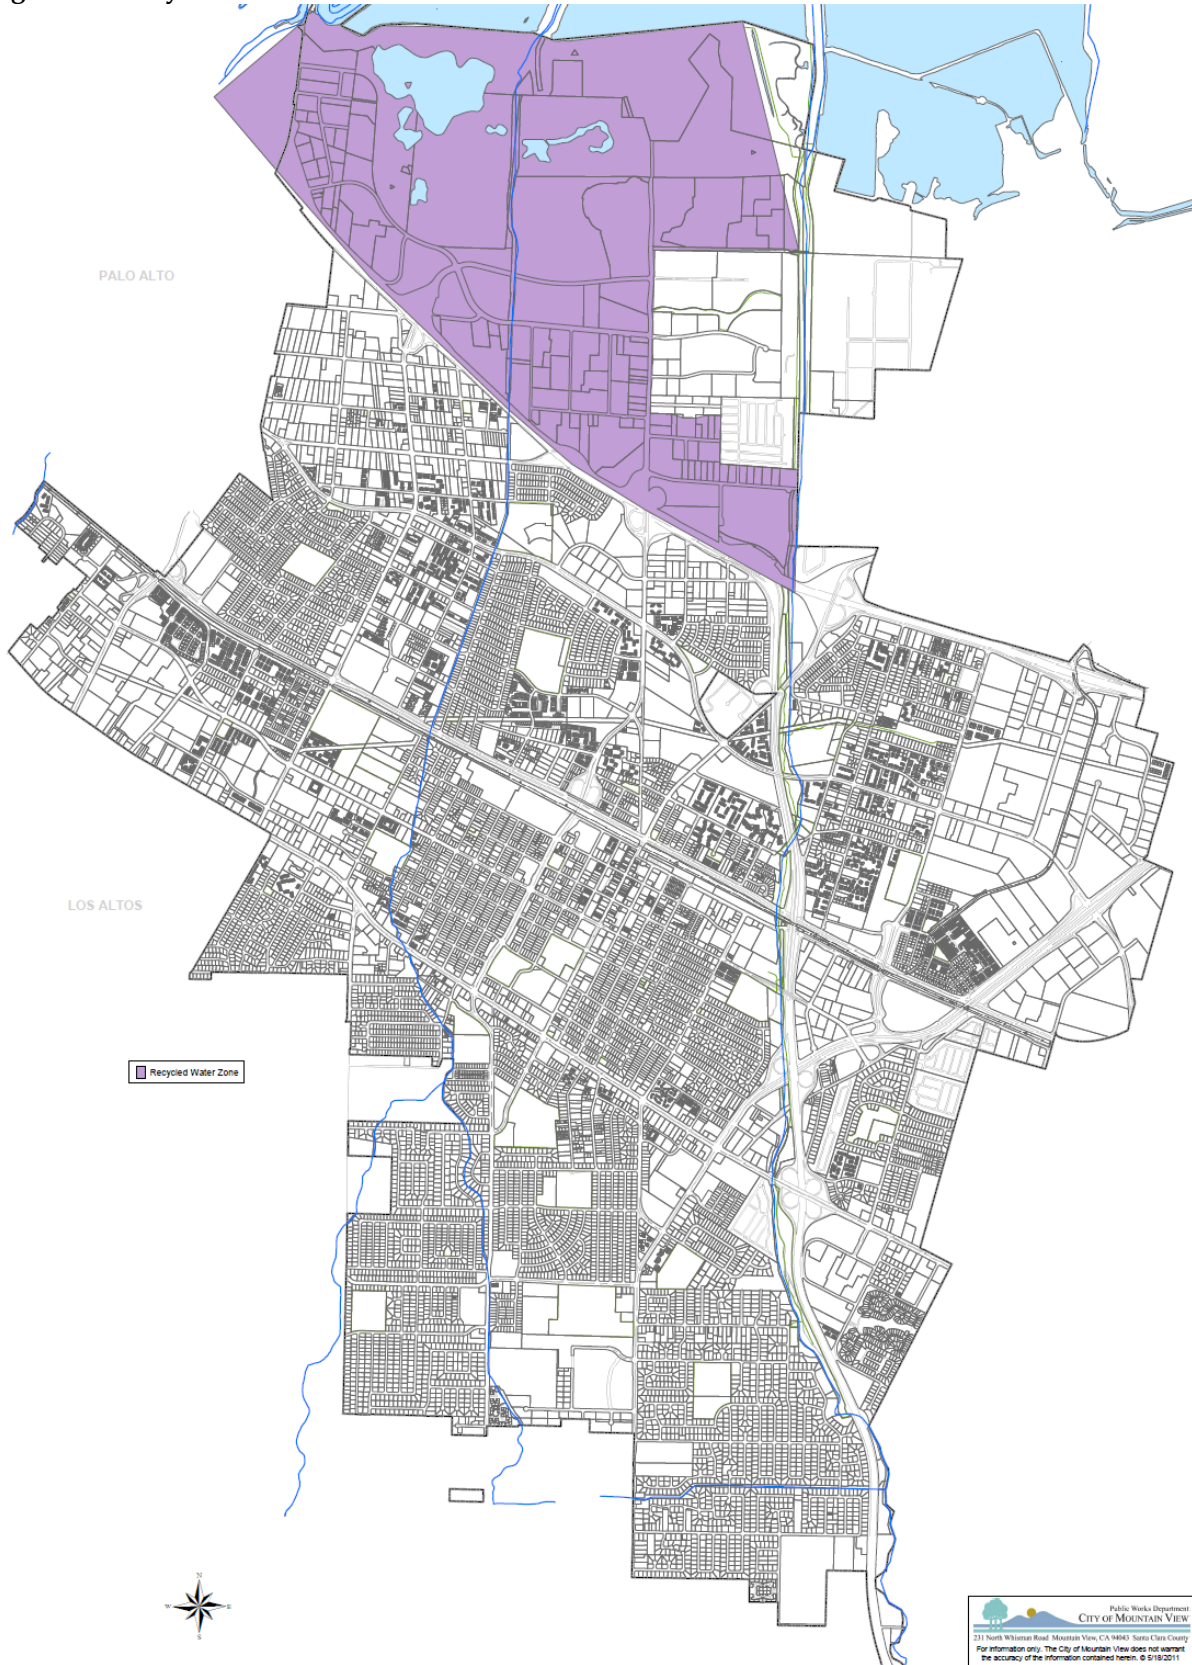 PALO ALTO
LOS ALTOS
Recycled Water Zone
N
W
E
S
Public Works Department
CITY OF MOUNTAIN VIEW
231 North Whisman Road Mountain View, CA 94043 Santa Clara County
For information only. The City of Mountain View does not warrant
the accuracy of the information contained herein. © 5/18/2011